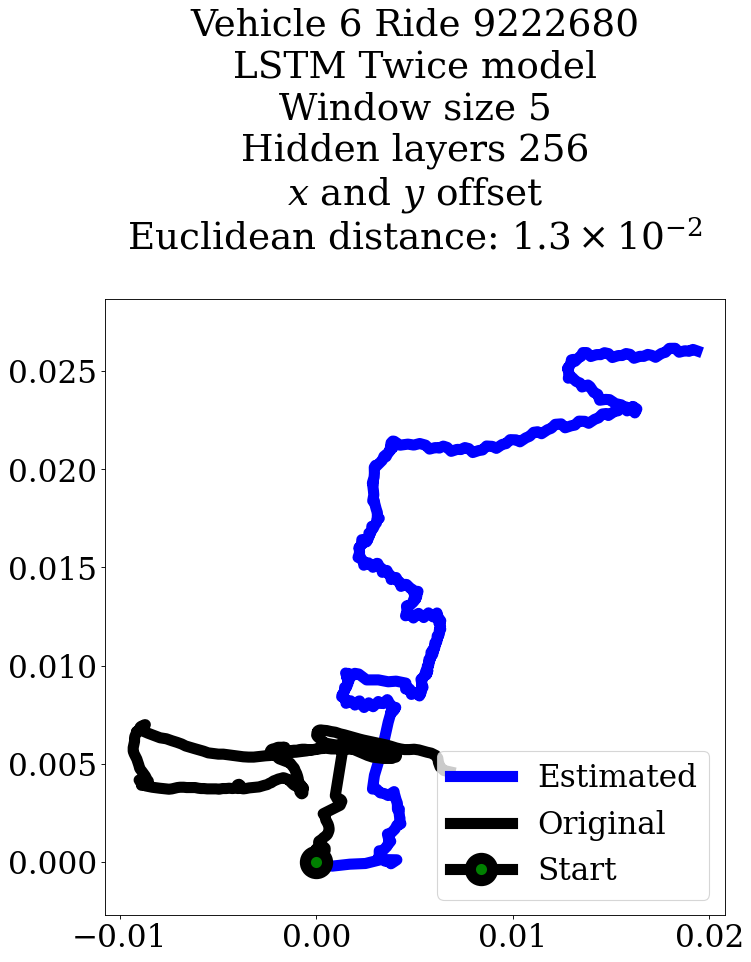 Vehicle 6 Ride 9222680
LSTM Twice model
Window size 5
Hidden layers 256
x and y offset
Euclidean distance: 1.3 × 10⁻²
0.025
0.020
0.015
0.010
0.005
0.000
−0.01
0.00
0.01
0.02
Estimated
Original
Start